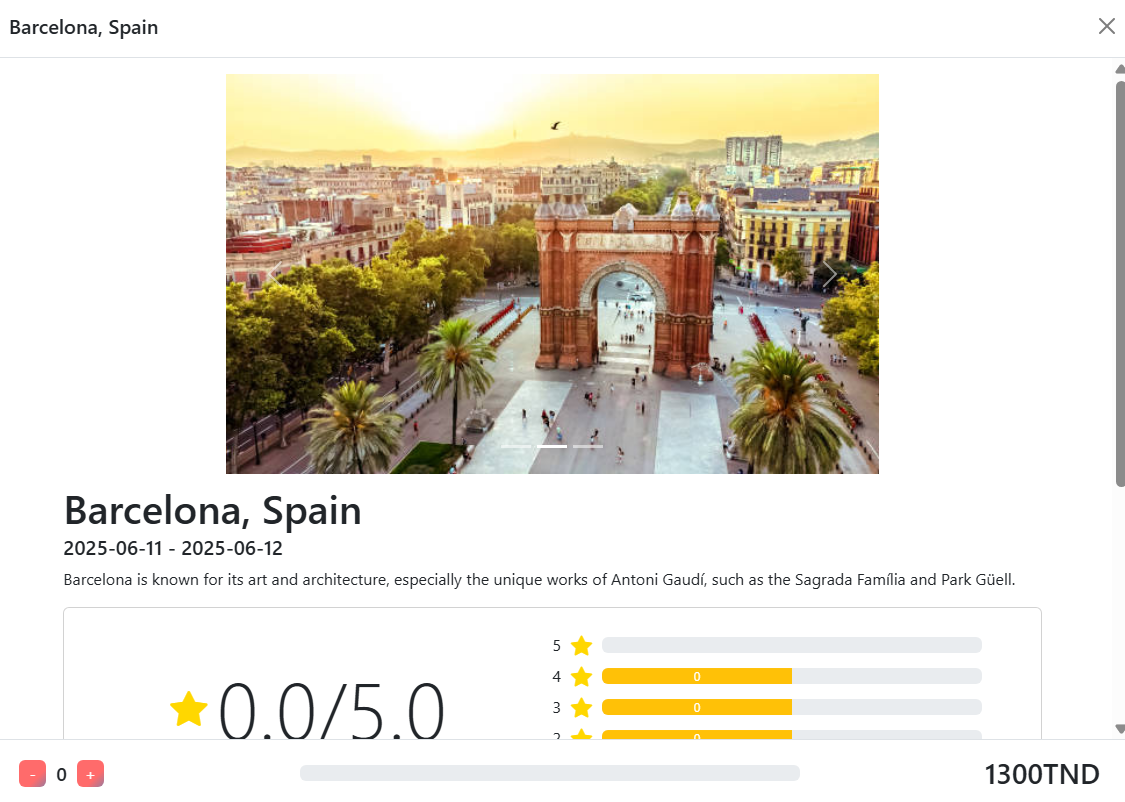 Barcelona, Spain
Barcelona, Spain
2025-06-11 - 2025-06-12
Barcelona is known for its art and architecture, especially the unique works of Antoni Gaudí, such as the Sagrada Família and Park Güell.
0.0/5.0
5
4 0
3 0
2 0
- 0 +
1300TND